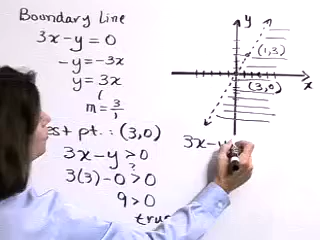 Boundary Line
3x-y=0
-y=-3x
y=3x
m=3/1
est pt.: (3,0)
3x-y>0
?
3(3)-0>0
9>0
true
y
(1,3)
(3,0)
x
3x-y